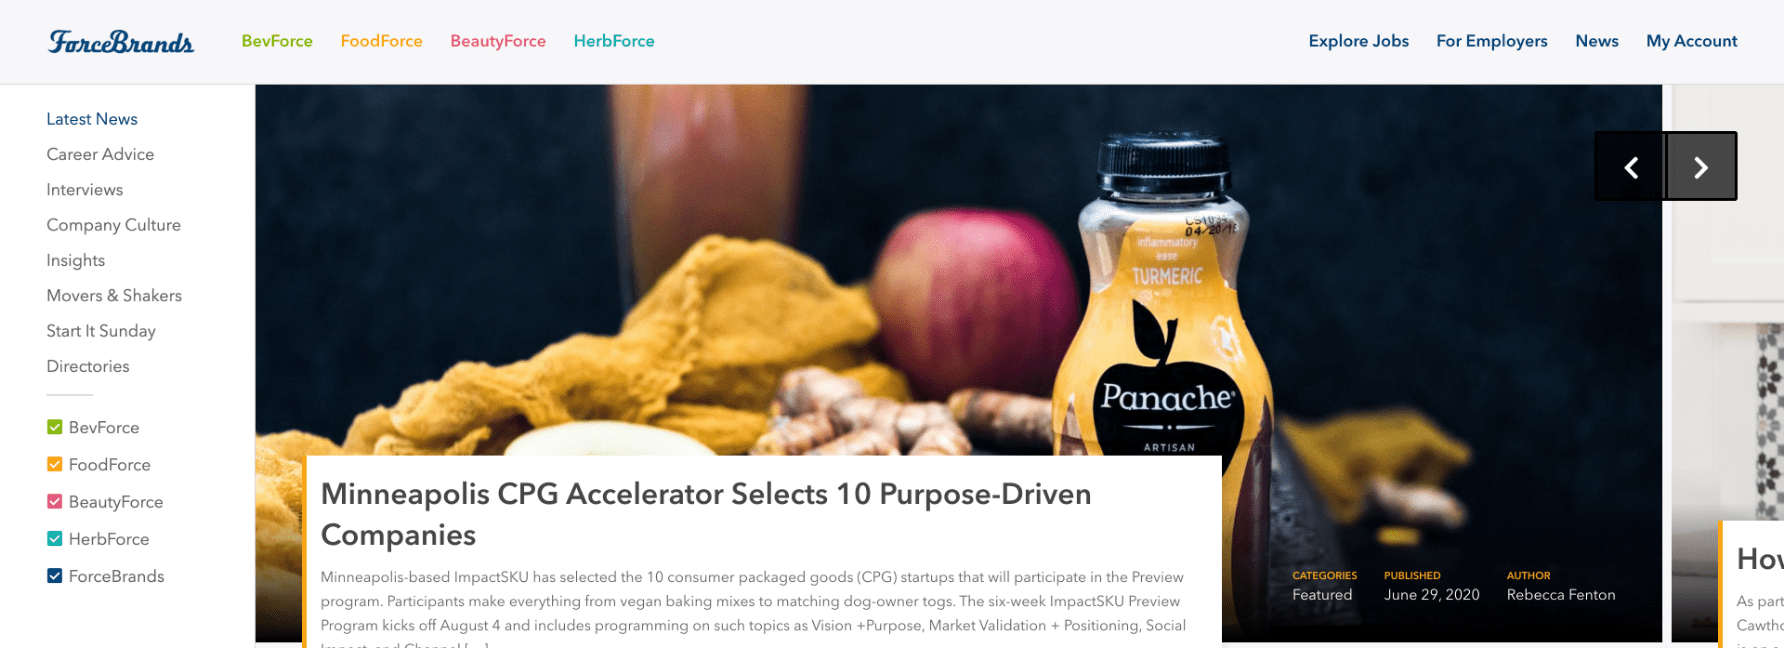 ForceBrands
BevForce
FoodForce
BeautyForce
HerbForce
Explore Jobs
For Employers
News
My Account
Latest News
Career Advice
Interviews
Company Culture
Insights
Movers & Shakers
Start It Sunday
Directories
BevForce
FoodForce
BeautyForce
HerbForce
ForceBrands
04/20/18
inflammatory
ease
TURMERIC
Panache
ARTISAN
Minneapolis CPG Accelerator Selects 10 Purpose-Driven
Companies
Minneapolis-based ImpactSKU has selected the 10 consumer packaged goods (CPG) startups that will participate in the Preview
program. Participants make everything from vegan baking mixes to matching dog-owner togs. The six-week ImpactSKU Preview
Program kicks off August 4 and includes programming on such topics as Vision +Purpose, Market Validation + Positioning, Social
CATEGORIES
Featured
PUBLISHED
June 29, 2020
AUTHOR
Rebecca Fenton
How
As part
Cawtho